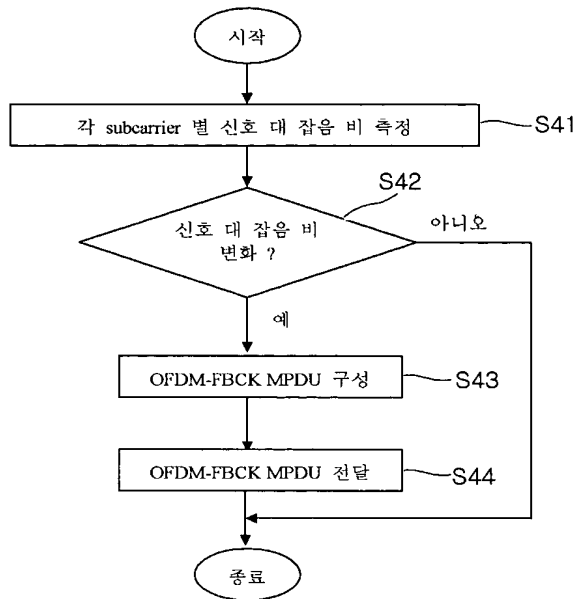 시작
각 subcarrier 별 신호 대 잡음 비 측정
S41
S42
신호 대 잡음 비
변화 ?
아니오
예
OFDM-FBCK MPDU 구성
S43
OFDM-FBCK MPDU 전달
S44
종료